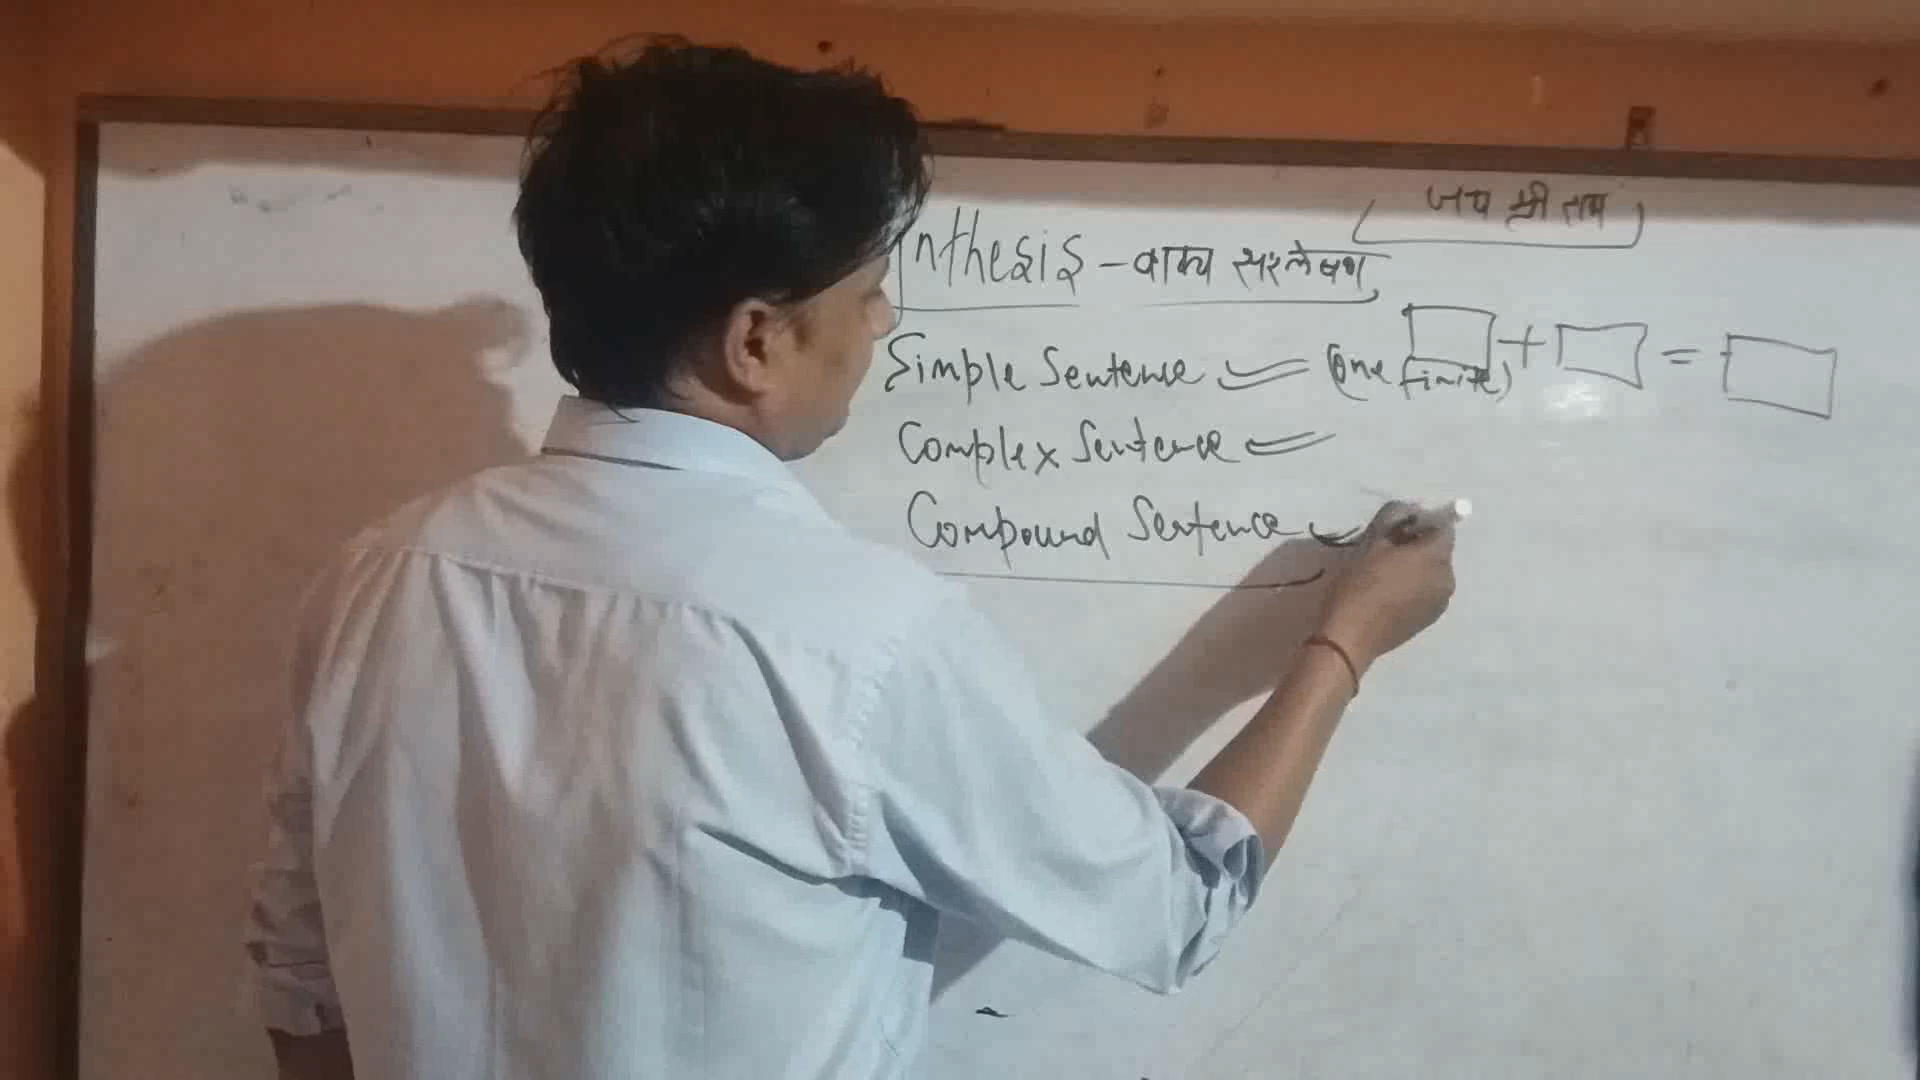 जय श्री राम
nthesis - वाक्य संश्लेषण
Simple Sentence = (One finite) + =
Complex Sentence =
Compound Sentence